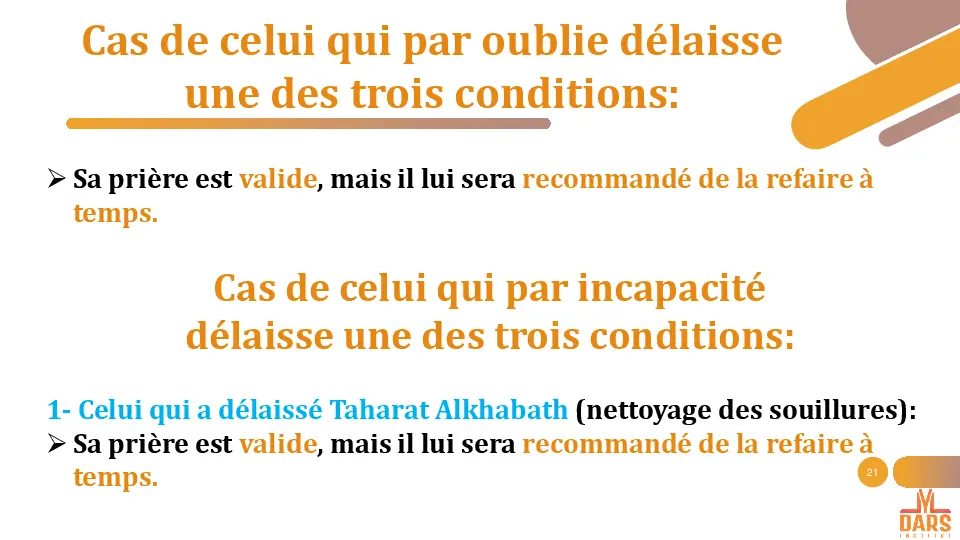 Cas de celui qui par oublie délaisse
une des trois conditions:
➢ Sa prière est valide, mais il lui sera recommandé de la refaire à
temps.
Cas de celui qui par incapacité
délaisse une des trois conditions:
1- Celui qui a délaissé Taharat Alkhabath (nettoyage des souillures):
➢ Sa prière est valide, mais il lui sera recommandé de la refaire à
temps.
21
DARS
INSTITUT